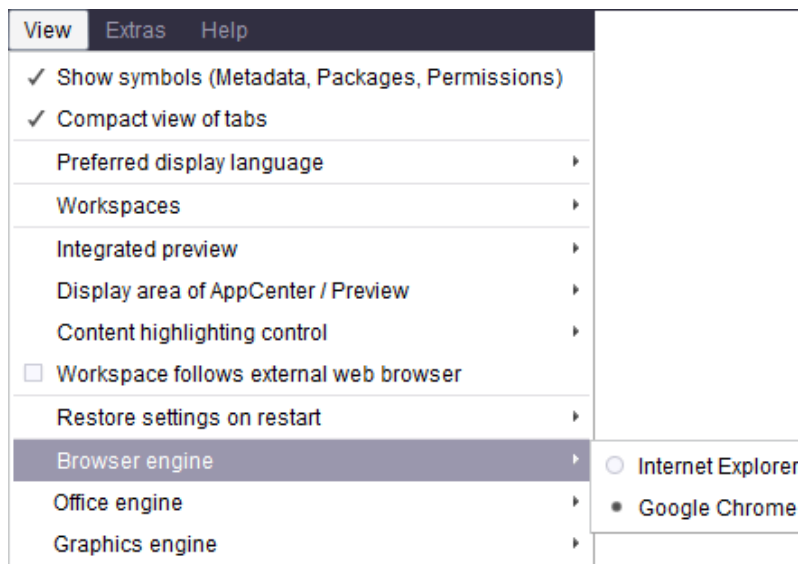 View Extras Help
Show symbols (Metadata, Packages, Permissions)
Compact view of tabs
Preferred display language
Workspaces
Integrated preview
Display area of AppCenter / Preview
Content highlighting control
Workspace follows external web browser
Restore settings on restart
Browser engine
Internet Explorer
Google Chrome
Office engine
Graphics engine